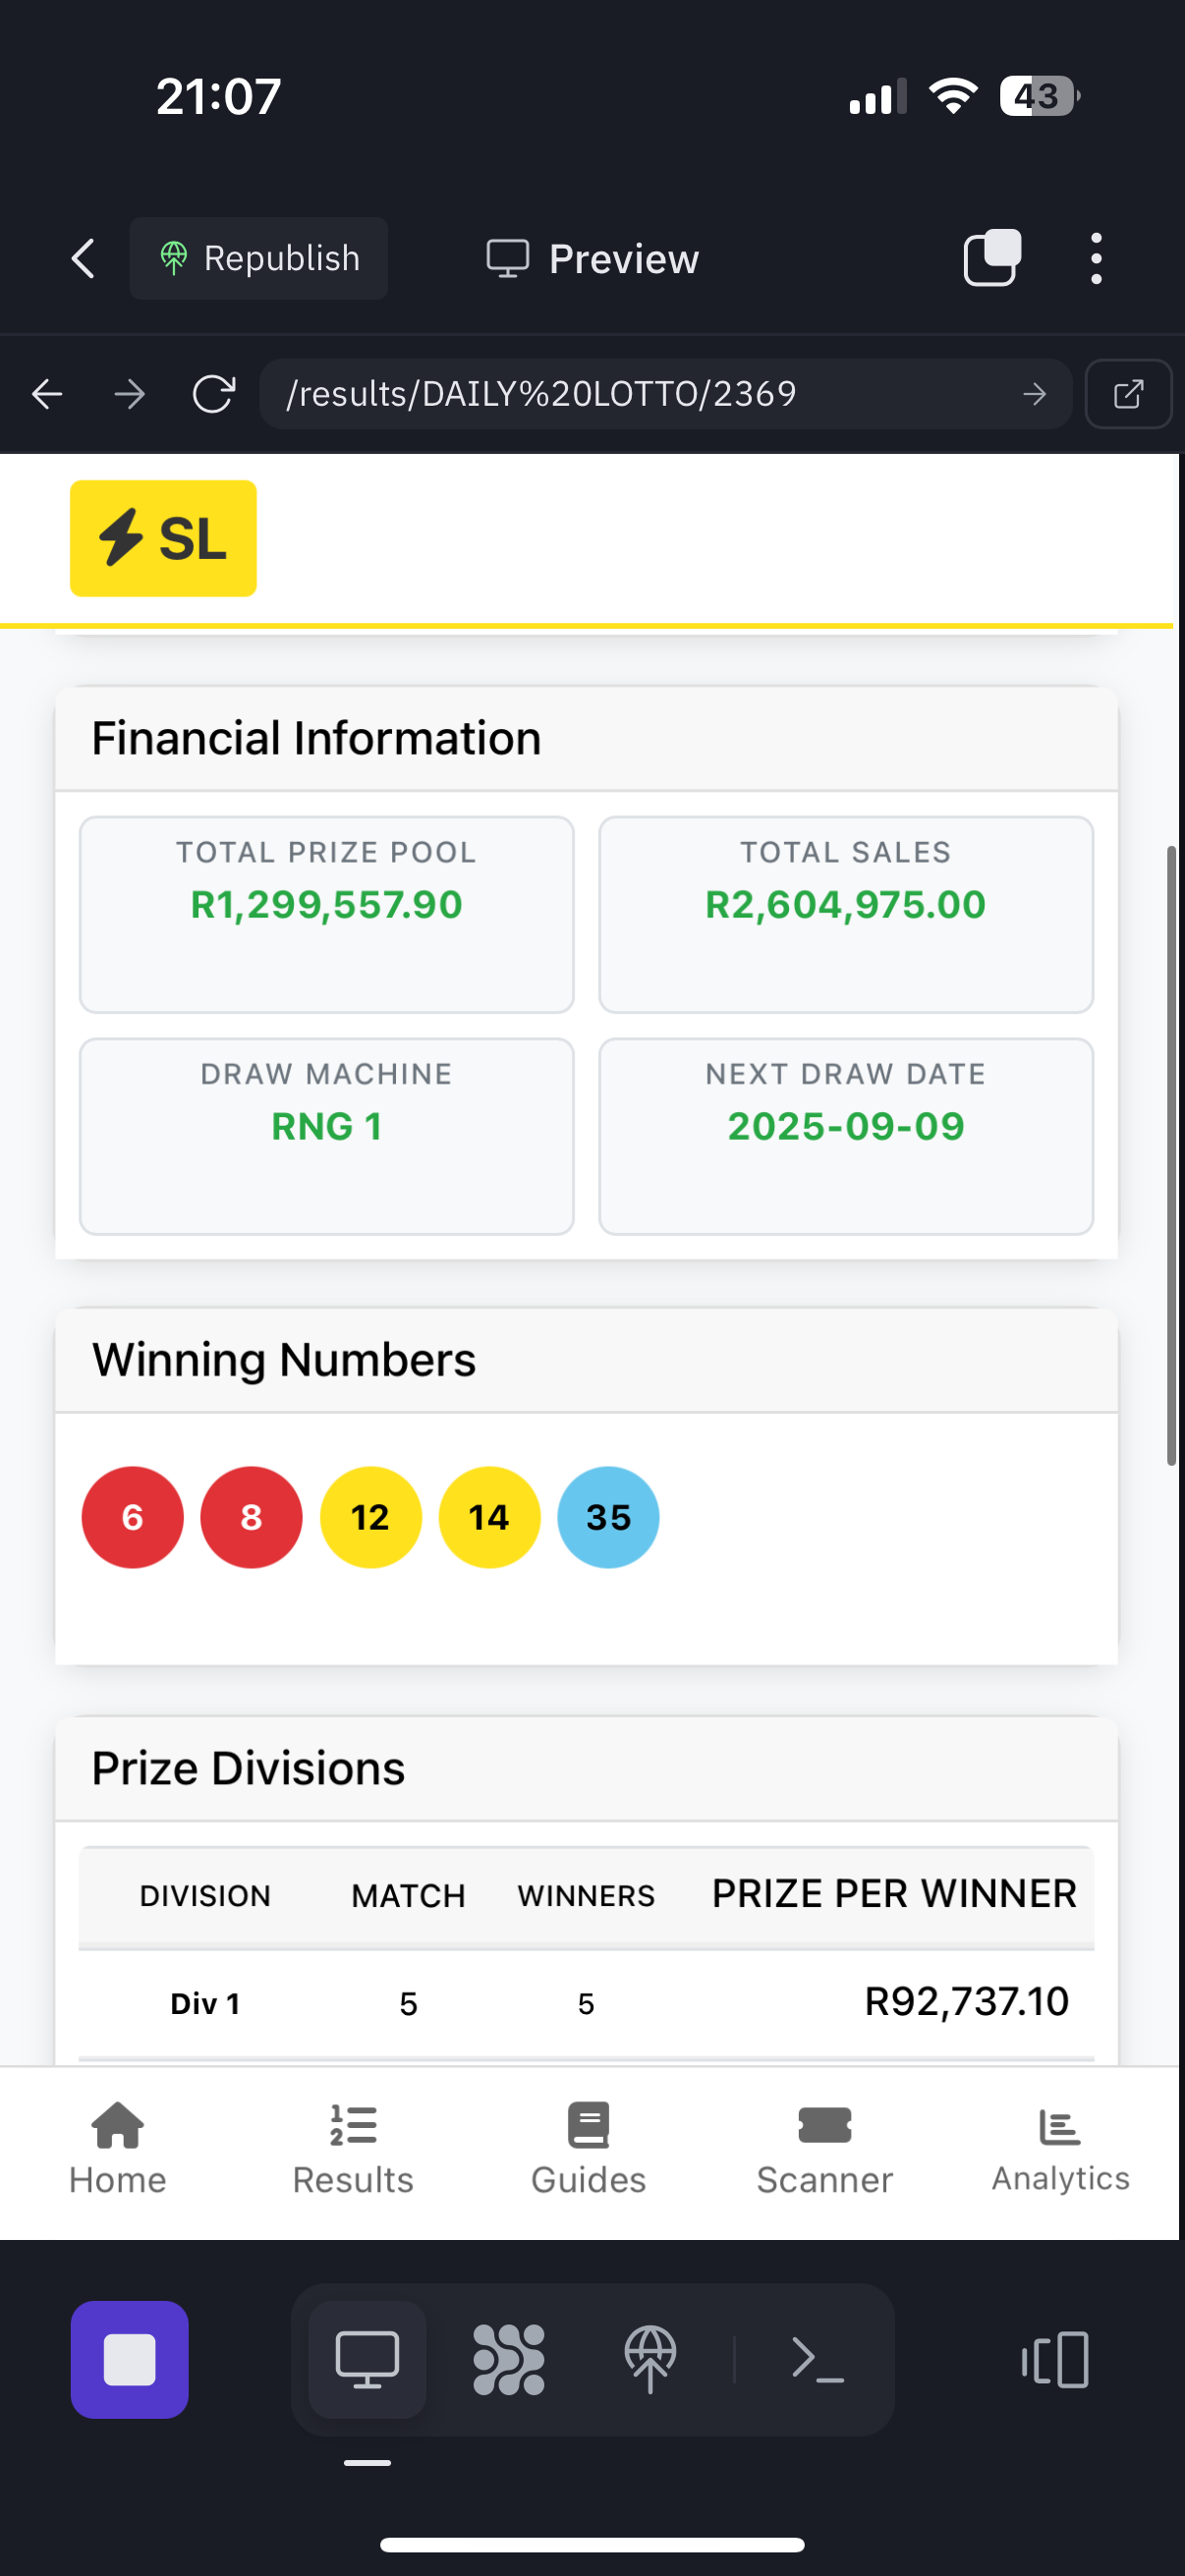 21:07
43
Republish
Preview
/results/DAILY%20LOTTO/2369
SL
Financial Information
TOTAL PRIZE POOL
R1,299,557.90
TOTAL SALES
R2,604,975.00
DRAW MACHINE
RNG 1
NEXT DRAW DATE
2025-09-09
Winning Numbers
6 8 12 14 35
Prize Divisions
DIVISION MATCH WINNERS PRIZE PER WINNER
Div 1 5 5 R92,737.10
Home Results Guides Scanner Analytics